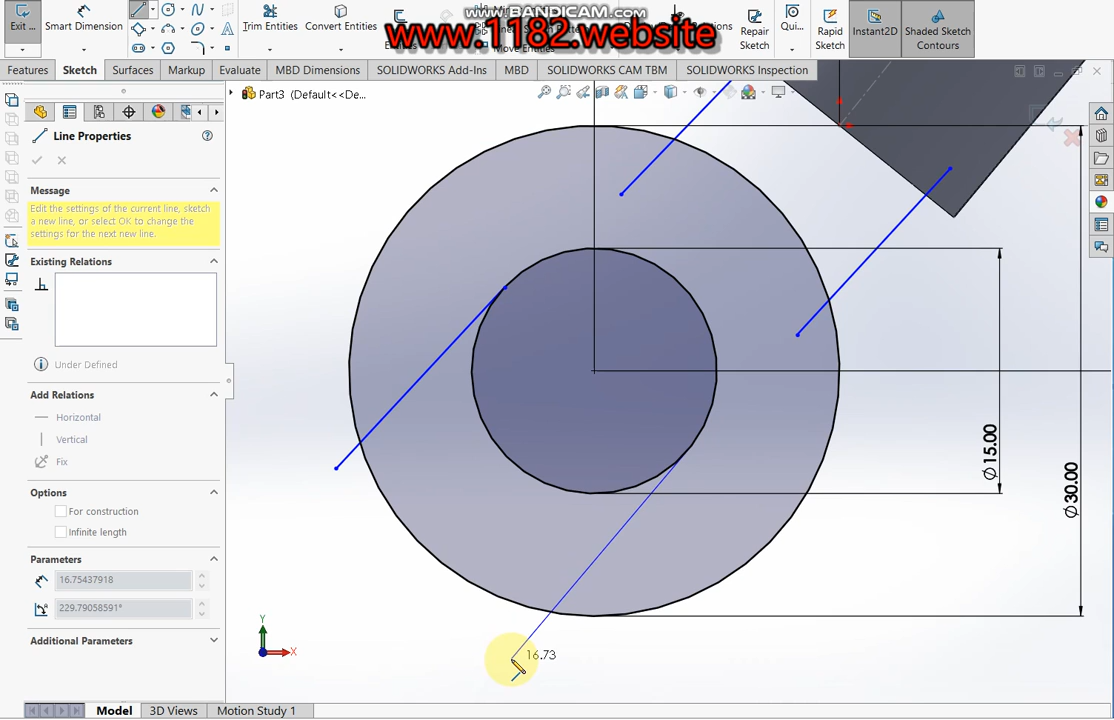 www.BANDICAM.com
www.1182.website
Exit ...
Smart Dimension
Trim Entities
Convert Entities
Move Entities
Repair
Sketch
Qui...
Rapid
Sketch
Instant2D
Shaded Sketch
Contours
Features
Sketch
Surfaces
Markup
Evaluate
MBD Dimensions
SOLIDWORKS Add-Ins
MBD
SOLIDWORKS CAM TBM
SOLIDWORKS Inspection
Part3 (Default<<De...
Line Properties
Message
Edit the settings of the current line, sketch
a new line, or select OK to change the
settings for the next new line.
Existing Relations
Under Defined
Add Relations
Horizontal
Vertical
Fix
Options
For construction
Infinite length
Parameters
16.75437918
229.79058591°
Additional Parameters
Ø15.00
Ø30.00
16.73
Y
X
Model
3D Views
Motion Study 1